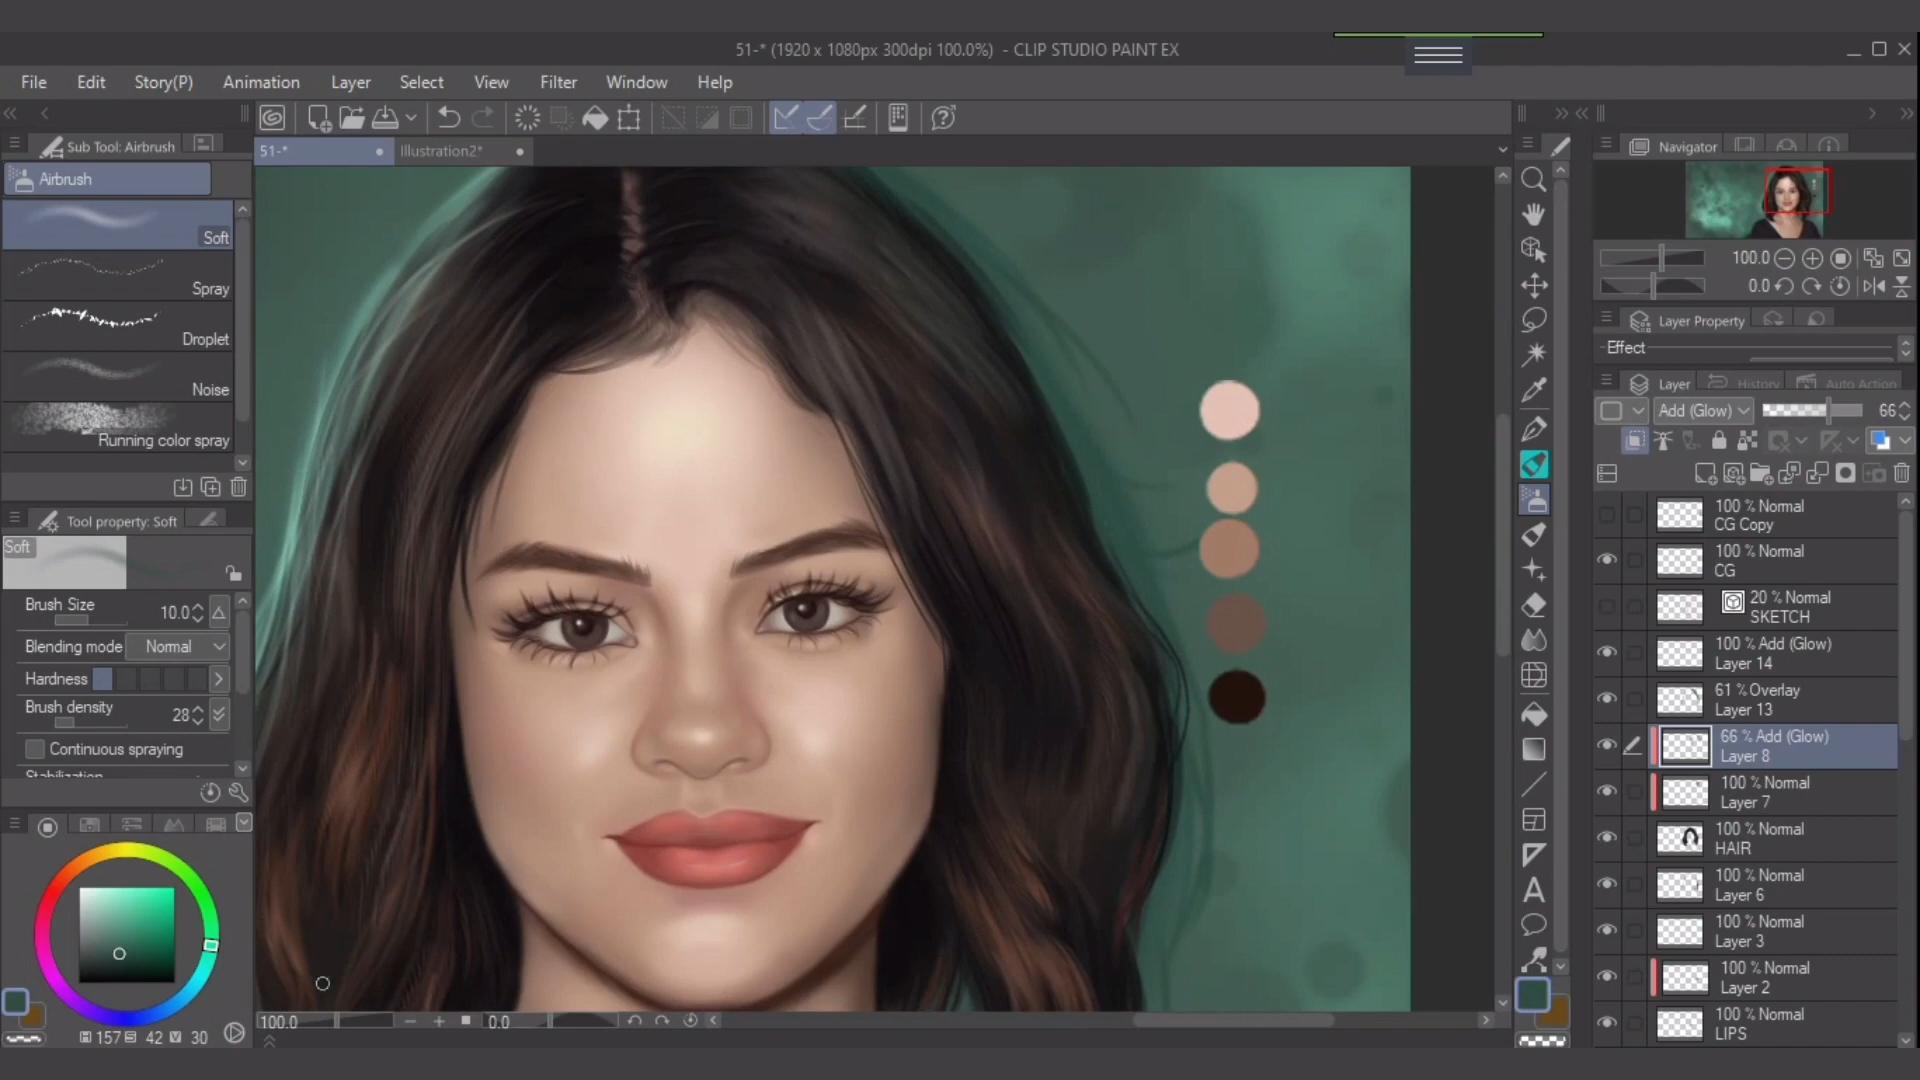 51-* (1920 x 1080px 300dpi 100.0%) - CLIP STUDIO PAINT EX
File Edit Story(P) Animation Layer Select View Filter Window Help
Sub Tool: Airbrush
51-*
Illustration2*
Airbrush
Soft
Spray
Droplet
Noise
Running color spray
Tool property: Soft
Soft
Brush Size 10.0
Blending mode Normal
Hardness
Brush density 28
Continuous spraying
Stabilization
H 157 S 42 V 30
100.0 0.0
Navigator
100.0
0.0
Layer Property
Effect
Layer History Auto Action
Add (Glow) 66
100 % Normal
CG Copy
100 % Normal
CG
20 % Normal
SKETCH
100 % Add (Glow)
Layer 14
61 % Overlay
Layer 13
66 % Add (Glow)
Layer 8
100 % Normal
Layer 7
100 % Normal
HAIR
100 % Normal
Layer 6
100 % Normal
Layer 3
100 % Normal
Layer 2
100 % Normal
LIPS